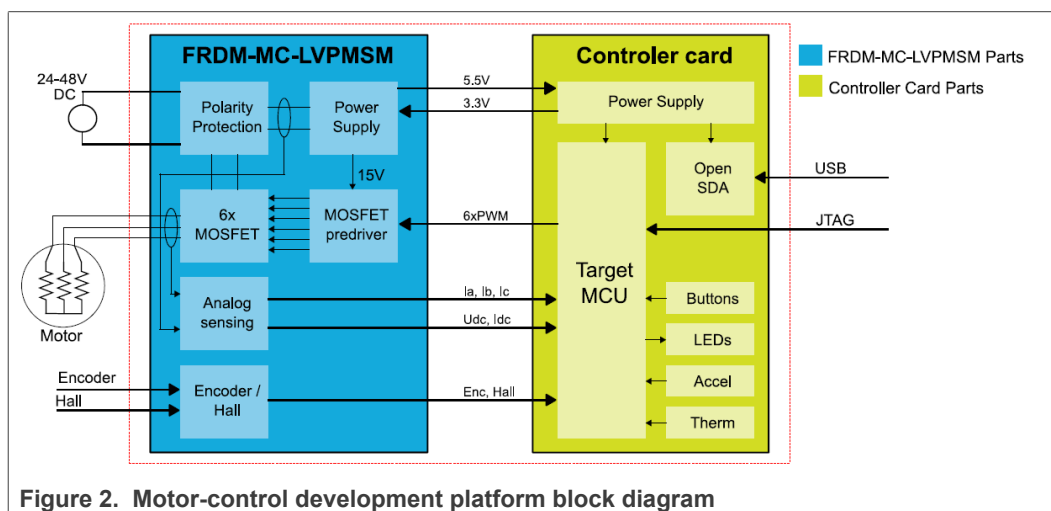 FRDM-MC-LVPMSM
Controler card
FRDM-MC-LVPMSM Parts
Controller Card Parts
24-48V
DC
Polarity
Protection
Power
Supply
5.5V
3.3V
Power Supply
15V
Open
SDA
USB
JTAG
6x
MOSFET
MOSFET
predriver
6xPWM
Target
MCU
Motor
Analog
sensing
Ia, Ib, Ic
Udc, Idc
Buttons
LEDs
Accel
Therm
Encoder
Hall
Encoder /
Hall
Enc, Hall
Figure 2. Motor-control development platform block diagram